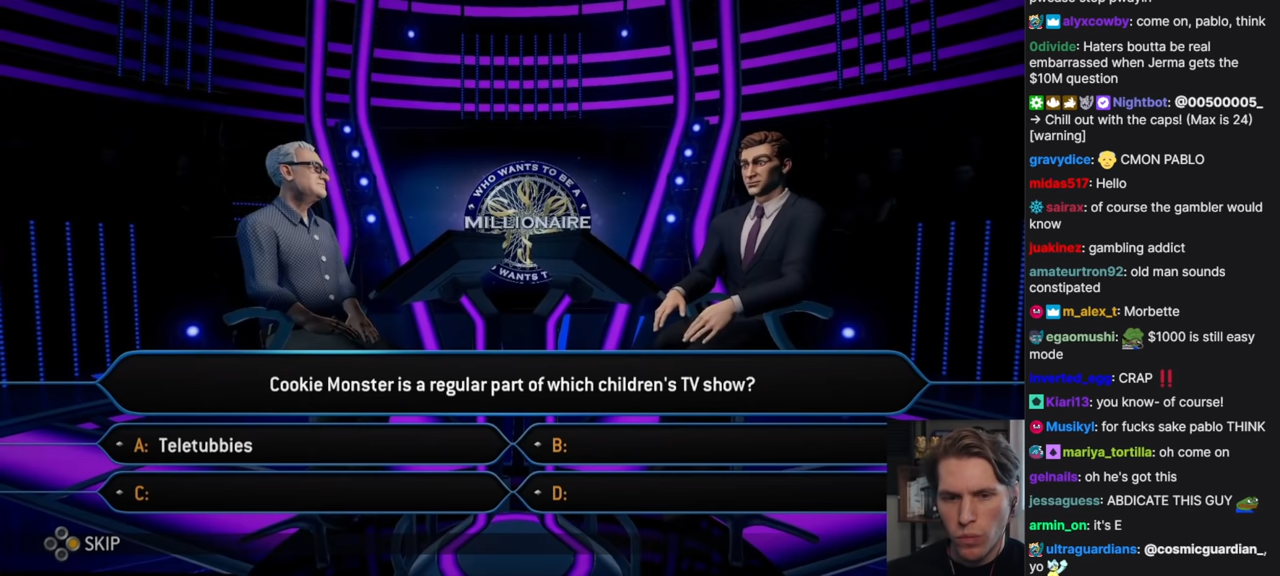 WHO WANTS TO BE A
MILLIONAIRE
WANTS T
Cookie Monster is a regular part of which children's TV show?
A: Teletubbies
B:
C:
D:
SKIP
alyxcowby: come on, pablo, think
0divide: Haters boutta be real
embarrassed when Jerma gets the
$10M question
Nightbot: @00500005_
→ Chill out with the caps! (Max is 24)
[warning]
gravydice: CMON PABLO
midas517: Hello
sairax: of course the gambler would
know
juakinez: gambling addict
amateurtron92: old man sounds
constipated
m_alex_t: Morbette
egaomushi: $1000 is still easy
mode
inverted_egg: CRAP ‼️
Kiari13: you know- of course!
Musikyl: for fucks sake pablo THINK
mariya_tortilla: oh come on
gelnails: oh he's got this
jessaguess: ABDICATE THIS GUY
armin_on: it's E
ultraguardians: @cosmicguardian_,
yo